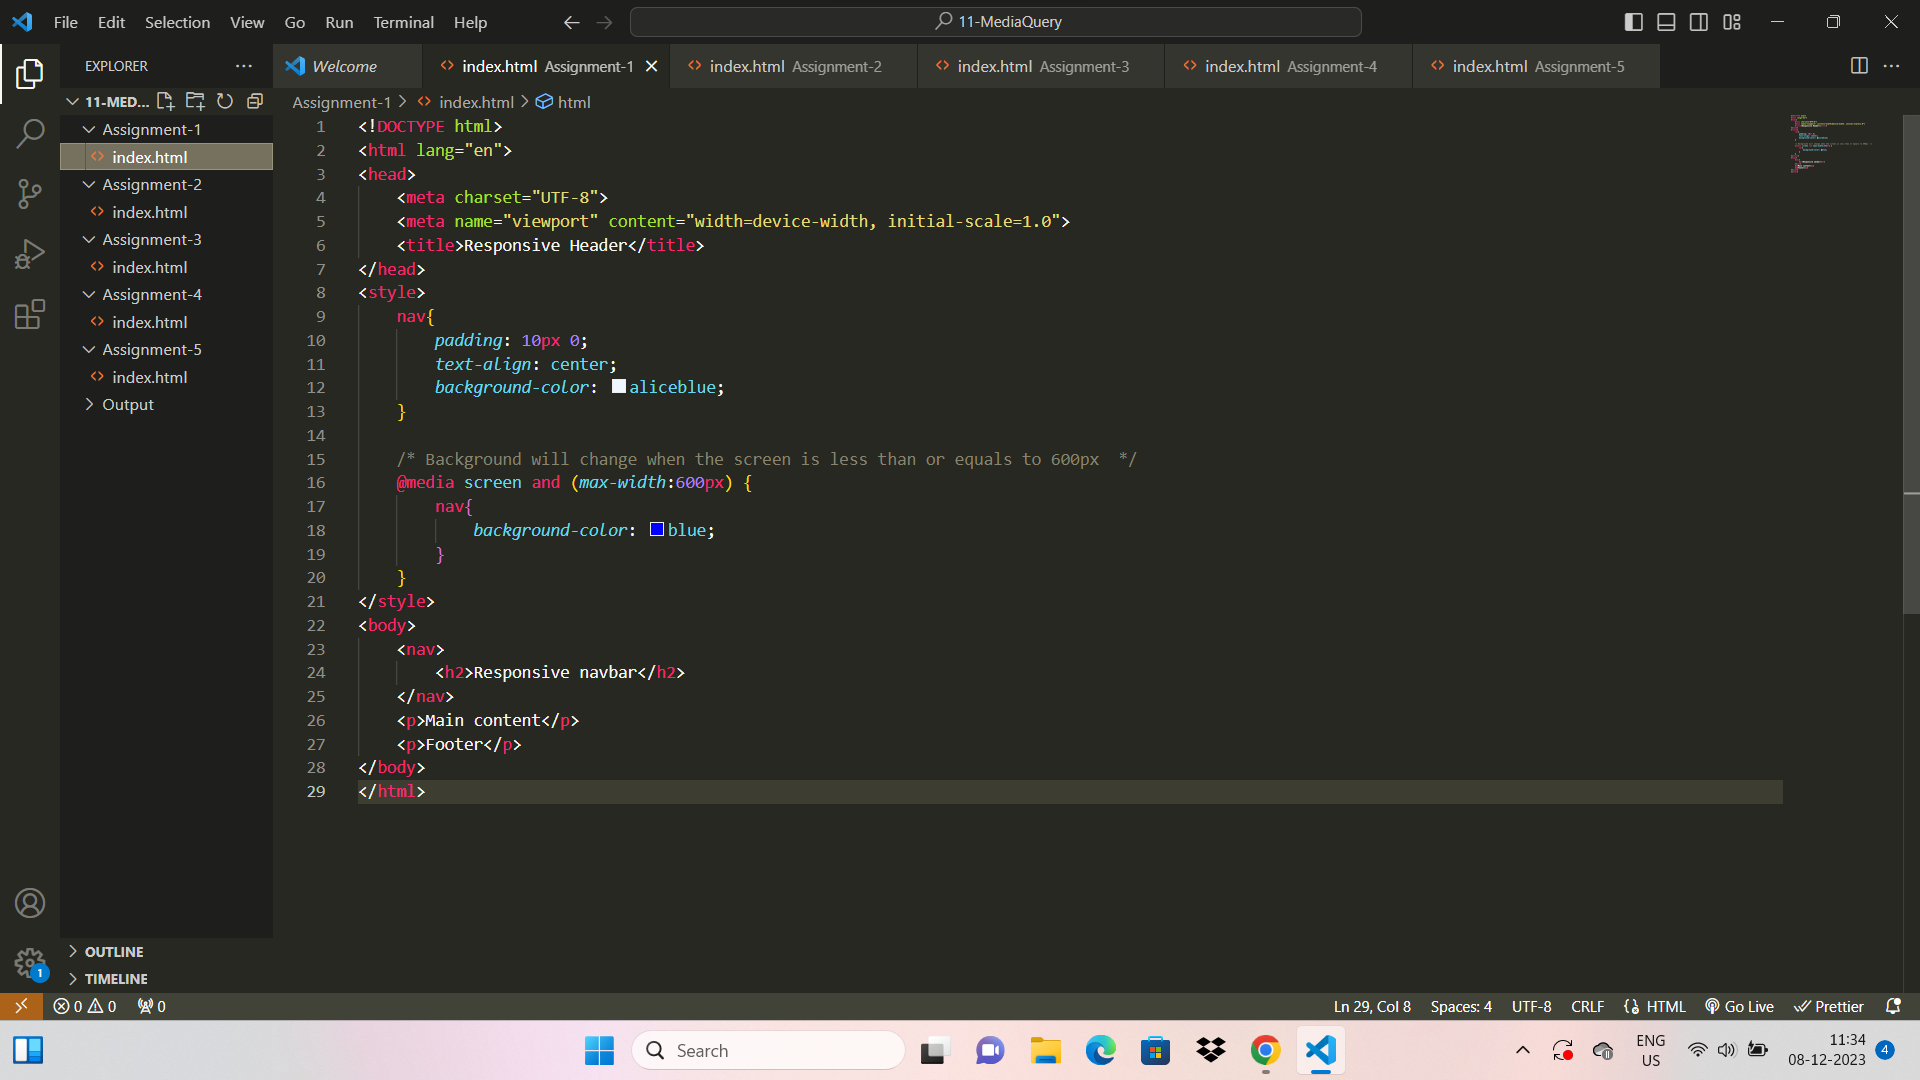 File Edit Selection View Go Run Terminal Help
11-MediaQuery
EXPLORER
Welcome
index.html Assignment-1
index.html Assignment-2
index.html Assignment-3
index.html Assignment-4
index.html Assignment-5
11-MED...
Assignment-1
index.html
Assignment-2
index.html
Assignment-3
index.html
Assignment-4
index.html
Assignment-5
index.html
Output
OUTLINE
TIMELINE
1
Assignment-1 > index.html > html
1 <!DOCTYPE html>
2 <html lang="en">
3 <head>
4 <meta charset="UTF-8">
5 <meta name="viewport" content="width=device-width, initial-scale=1.0">
6 <title>Responsive Header</title>
7 </head>
8 <style>
9 nav{
10 padding: 10px 0;
11 text-align: center;
12 background-color: aliceblue;
13 }
14
15 /* Background will change when the screen is less than or equals to 600px  */
16 @media screen and (max-width:600px) {
17 nav{
18 background-color: blue;
19 }
20 }
21 </style>
22 <body>
23 <nav>
24 <h2>Responsive navbar</h2>
25 </nav>
26 <p>Main content</p>
27 <p>Footer</p>
28 </body>
29 </html>
0 0 0
Ln 29, Col 8 Spaces: 4 UTF-8 CRLF HTML Go Live Prettier
Search
ENG
US
11:34
08-12-2023
4